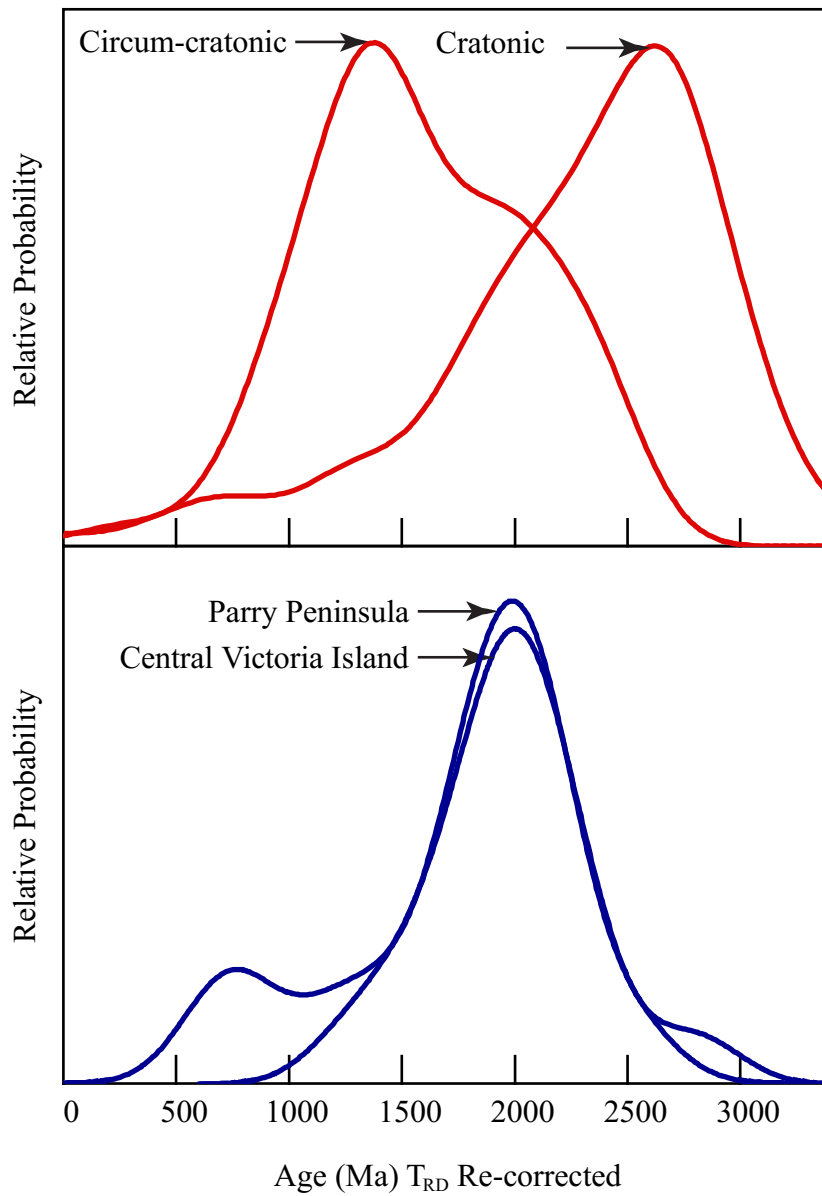 Circum-cratonic
Cratonic
Relative Probability
Parry Peninsula
Central Victoria Island
Relative Probability
0 500 1000 1500 2000 2500 3000
Age (Ma) TRD Re-corrected